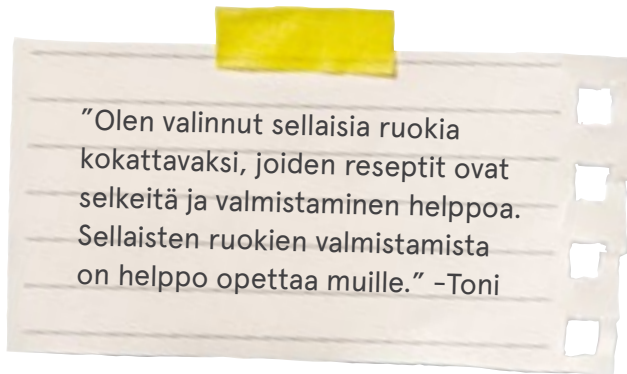 ”Olen valinnut sellaisia ruokia
kokattavaksi, joiden reseptit ovat
selkeitä ja valmistaminen helppoa.
Sellaisten ruokien valmistamista
on helppo opettaa muille.” -Toni